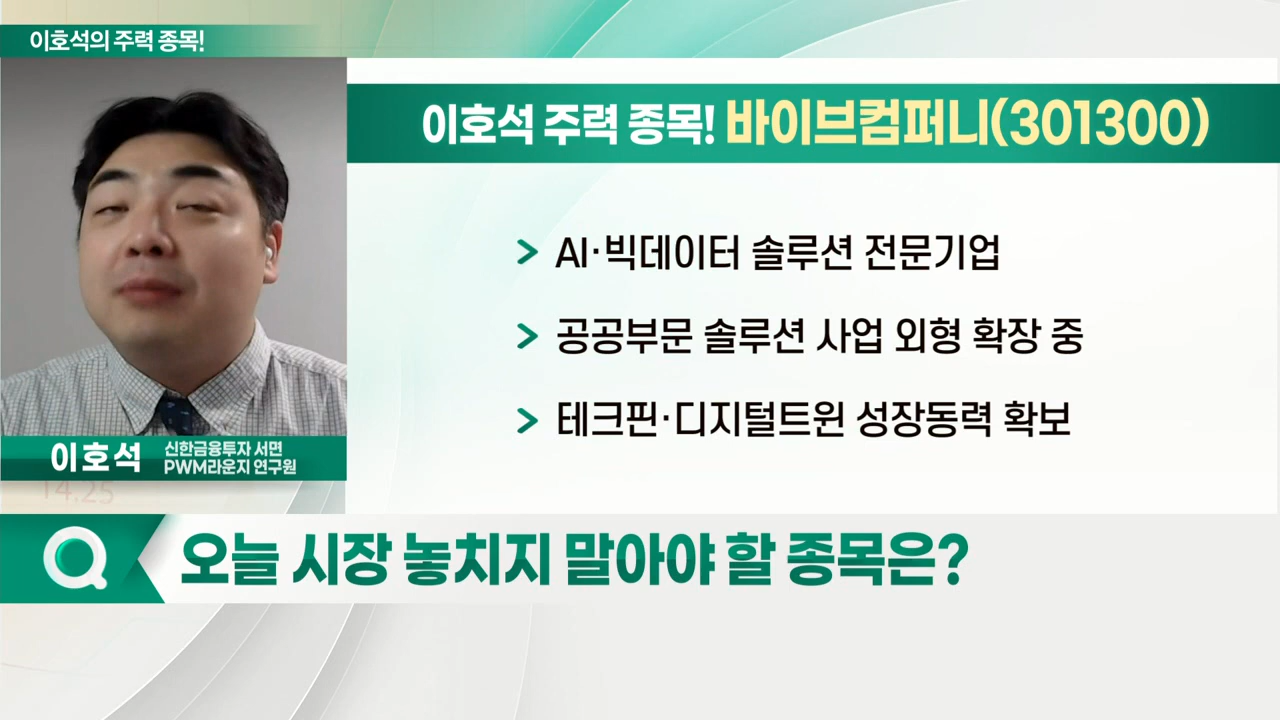 이호석의 주력 종목!
이호석 주력 종목! 바이브컴퍼니(301300)
> AI·빅데이터 솔루션 전문기업
> 공공부문 솔루션 사업 외형 확장 중
> 테크핀·디지털트윈 성장동력 확보
이호석 신한금융투자 서면
PWM라운지 연구원
14.25
Q 오늘 시장 놓치지 말아야 할 종목은?